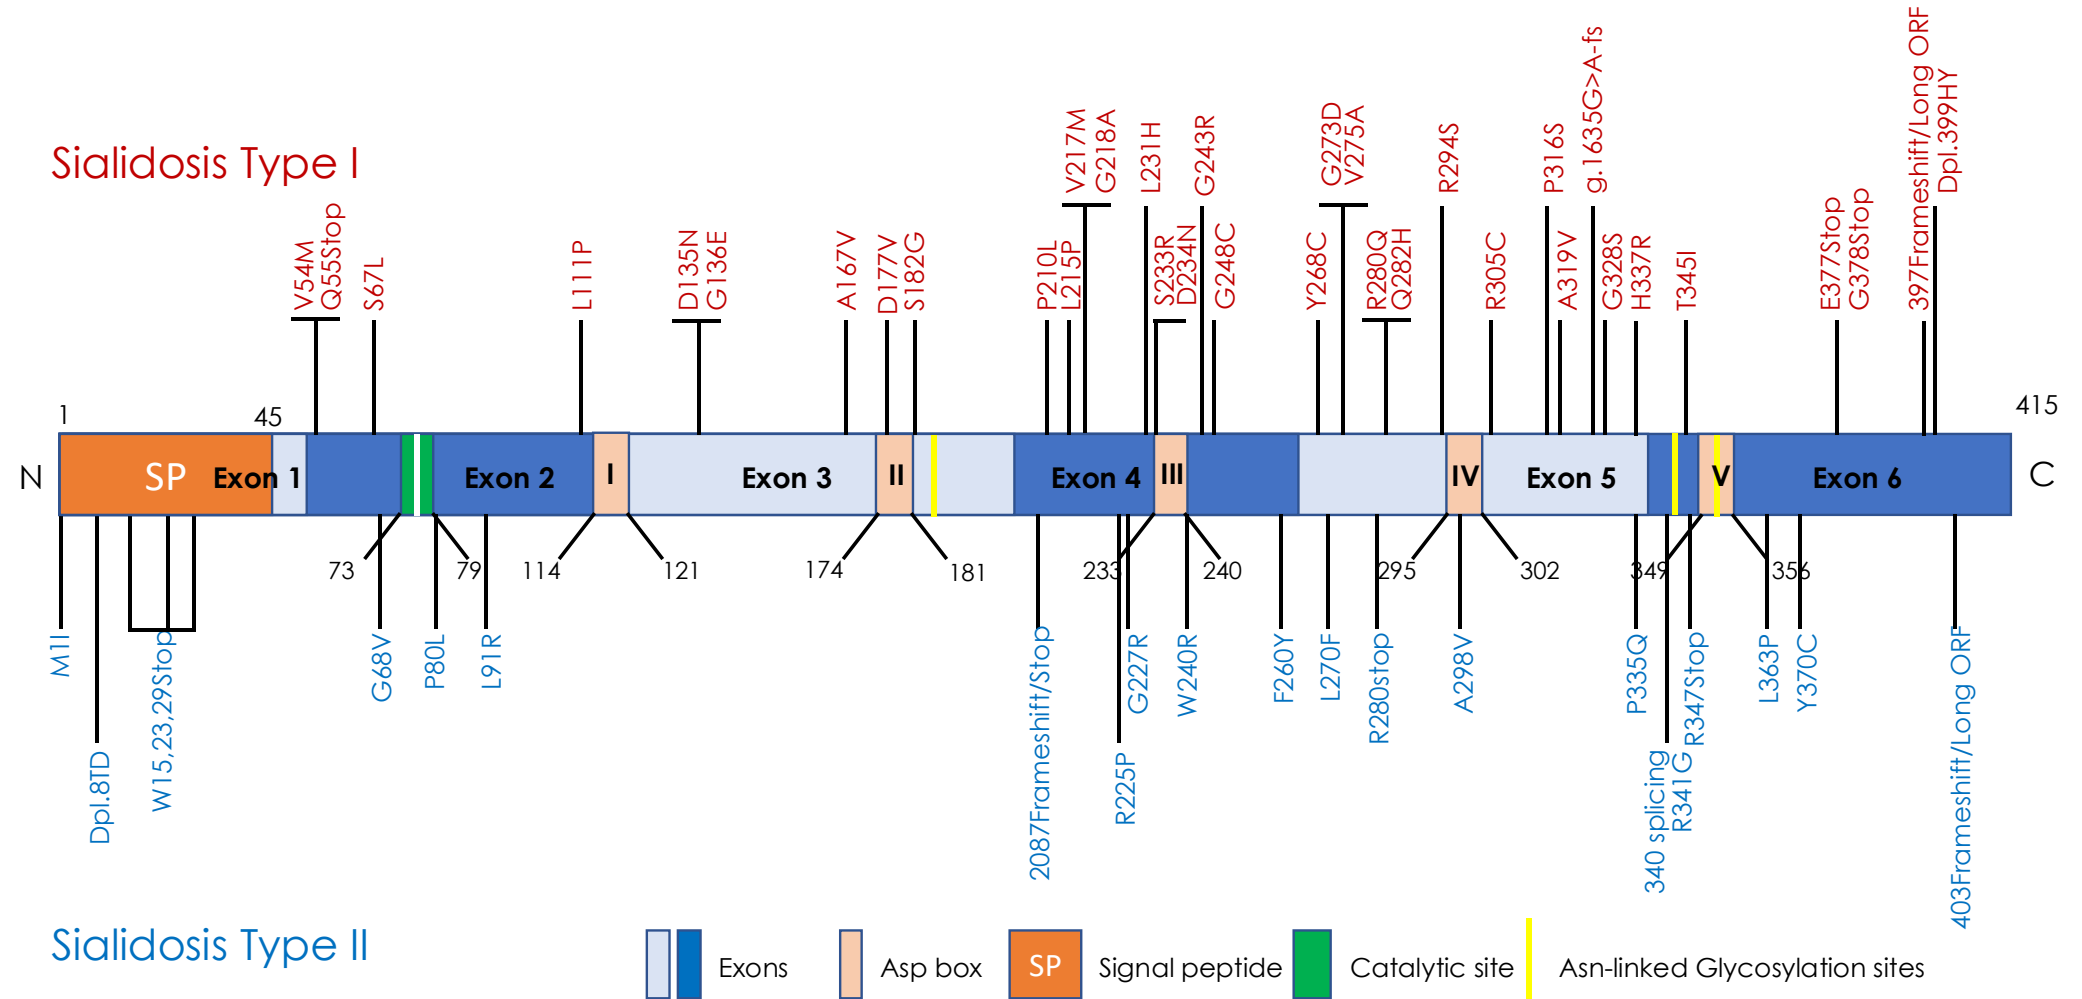 Sialidosis Type I
V54M
Q55Stop
S67L
L111P
D135N
G136E
A167V
D177V
S182G
P210L
L215P
V217M
G218A
L231H
S233R
D234N
G243R
G248C
Y268C
G273D
V275A
R280Q
Q282H
R294S
R305C
P316S
A319V
g.1635G>A-fs
G328S
H337R
T345I
E377Stop
G378Stop
397Frameshift/Long ORF
Dpl.399HY
1
45
415
N
SP
Exon 1
Exon 2
I
Exon 3
II
Exon 4
III
IV
Exon 5
V
Exon 6
C
73
79
114
121
174
181
233
240
295
302
349
356
M1I
Dpl.8TD
W15,23,29Stop
G68V
P80L
L91R
2087Frameshift/Stop
R225P
G227R
W240R
F260Y
L270F
R280stop
A298V
P335Q
340 splicing
R341G
R347Stop
L363P
Y370C
403Frameshift/Long ORF
Sialidosis Type II
Exons
Asp box
SP
Signal peptide
Catalytic site
Asn-linked Glycosylation sites